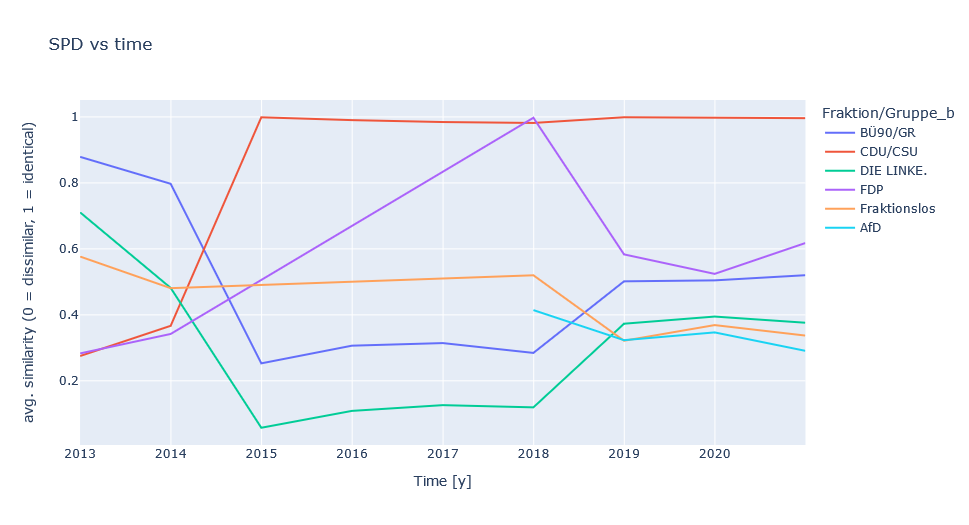 SPD vs time
avg. similarity (0 = dissimilar, 1 = identical)
1
0.8
0.6
0.4
0.2
2013 2014 2015 2016 2017 2018 2019 2020
Time [y]
Fraktion/Gruppe_b
BÜ90/GR
CDU/CSU
DIE LINKE.
FDP
Fraktionslos
AfD